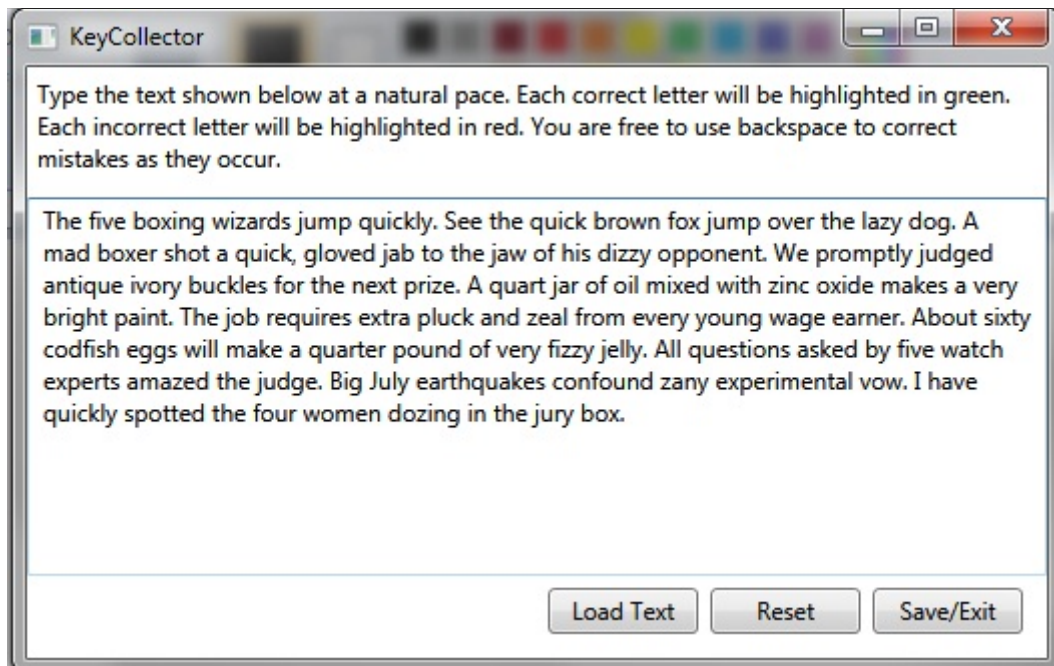 KeyCollector
Type the text shown below at a natural pace. Each correct letter will be highlighted in green.
Each incorrect letter will be highlighted in red. You are free to use backspace to correct
mistakes as they occur.
The five boxing wizards jump quickly. See the quick brown fox jump over the lazy dog. A
mad boxer shot a quick, gloved jab to the jaw of his dizzy opponent. We promptly judged
antique ivory buckles for the next prize. A quart jar of oil mixed with zinc oxide makes a very
bright paint. The job requires extra pluck and zeal from every young wage earner. About sixty
codfish eggs will make a quarter pound of very fizzy jelly. All questions asked by five watch
experts amazed the judge. Big July earthquakes confound zany experimental vow. I have
quickly spotted the four women dozing in the jury box.
Load Text Reset Save/Exit